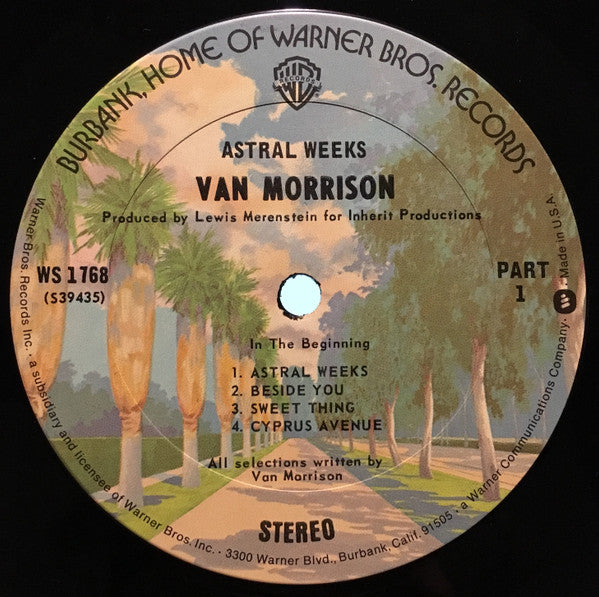 BURBANK, HOME OF WARNER BROS. RECORDS
RECORDS
ASTRAL WEEKS
VAN MORRISON
Produced by Lewis Merenstein for Inherit Productions
WS 1768
(S39435)
PART
1
In The Beginning
1. ASTRAL WEEKS
2. BESIDE YOU
3. SWEET THING
4. CYPRUS AVENUE
All selections written by
Van Morrison
STEREO
Warner Bros. Records Inc. · a subsidiary and licensee of Warner Bros. Inc. · 3300 Warner Blvd., Burbank, Calif. 91505 · a Warner Communications Company. · Made in U.S.A.